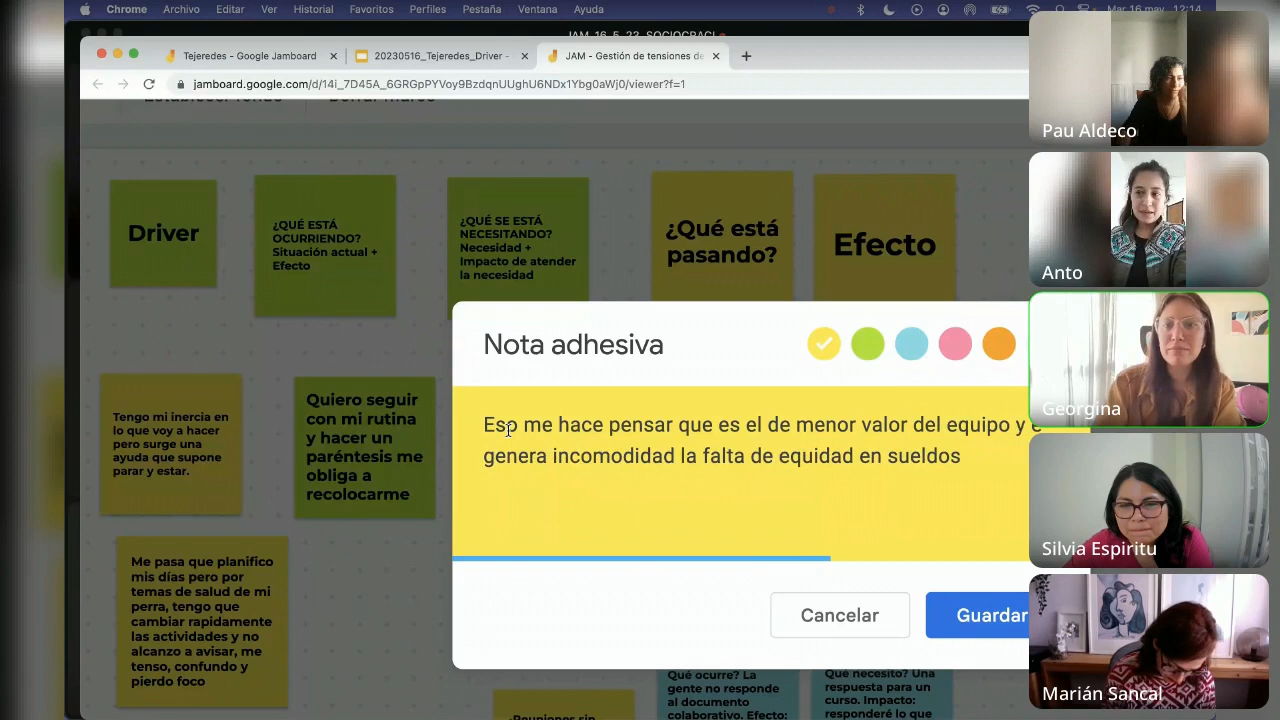 Chrome Archivo Editar Ver Historial Favoritos Perfiles Pestaña Ventana Ayuda
Mar 16 may 12:14
Tejeredes - Google Jamboard
20230516_Tejeredes_Driver -
JAM - Gestión de tensiones de
jamboard.google.com/d/14i_7D45A_6GRGpPYVoy9BzdqnUUghU6NDx1Ybg0aWj0/viewer?f=1
Driver
¿QUÉ ESTÁ
OCURRIENDO?
Situación actual +
Efecto
¿QUÉ SE ESTÁ
NECESITANDO?
Necesidad +
Impacto de atender
la necesidad
¿Qué está
pasando?
Efecto
Nota adhesiva
Eso me hace pensar que es el de menor valor del equipo y
genera incomodidad la falta de equidad en sueldos
Cancelar
Guardar
Tengo mi inercia en
lo que voy a hacer
pero surge una
ayuda que supone
parar y estar.
Quiero seguir
con mi rutina
y hacer un
paréntesis me
obliga a
recolocarme
Me pasa que planifico
mis días pero por
temas de salud de mi
perra, tengo que
cambiar rapidamente
las actividades y no
alcanzo a avisar, me
tenso, confundo y
pierdo foco
-Reuniones sin
Qué ocurre? La
gente no responde
al documento
colaborativo. Efecto:
Qué necesito? Una
respuesta para un
curso. Impacto:
responderé lo que
Pau Aldeco
Anto
Georgina
Silvia Espiritu
Marián Sancal